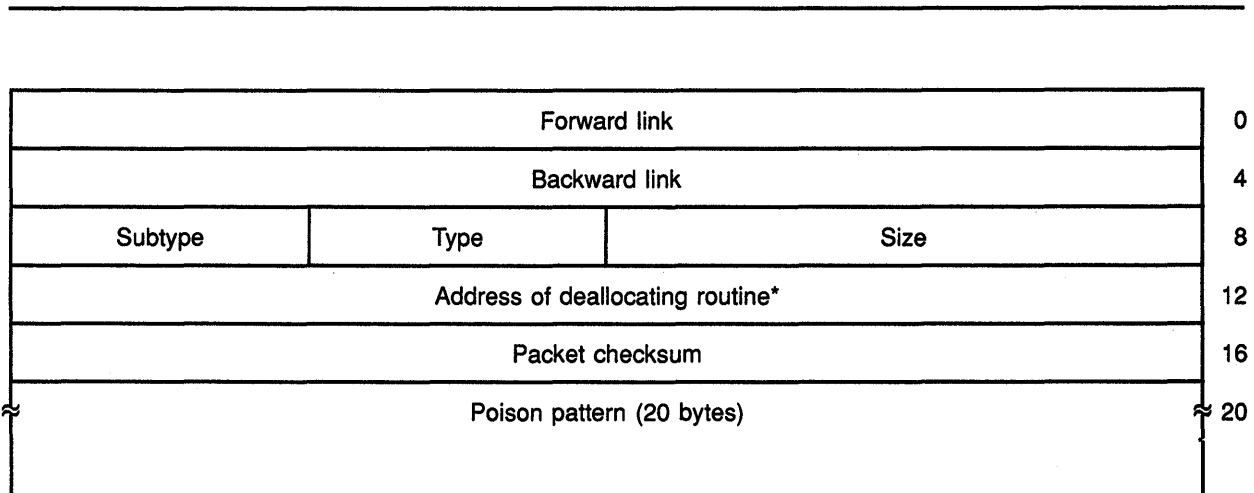 Forward link 0
Backward link 4
Subtype Type Size 8
Address of deallocating routine* 12
Packet checksum 16
Poison pattern (20 bytes) 20